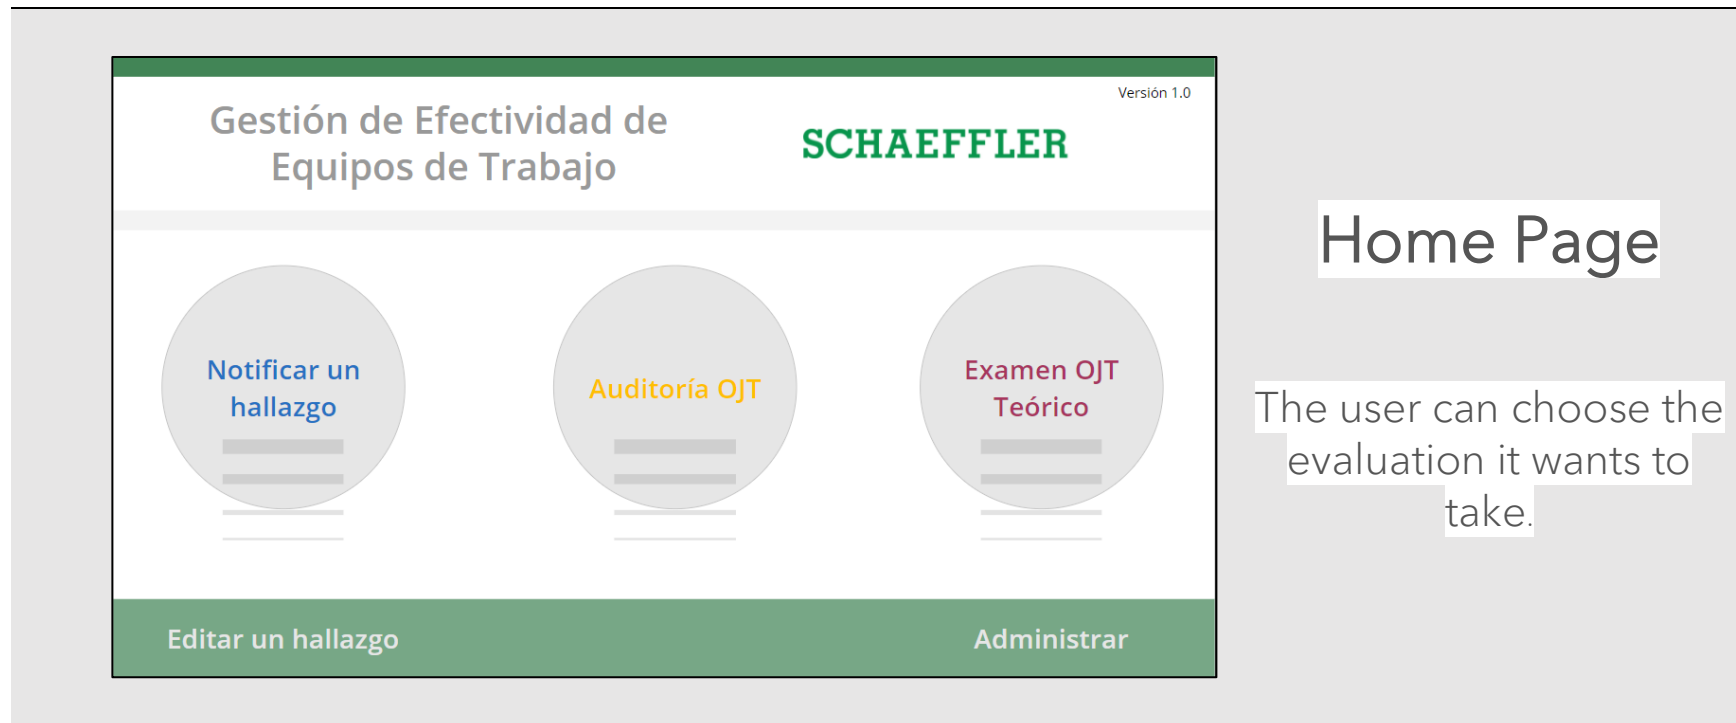 Versión 1.0
Gestión de Efectividad de
Equipos de Trabajo
SCHAEFFLER
Notificar un
hallazgo
Auditoría OJT
Examen OJT
Teórico
Editar un hallazgo
Administrar
Home Page
The user can choose the
evaluation it wants to
take.